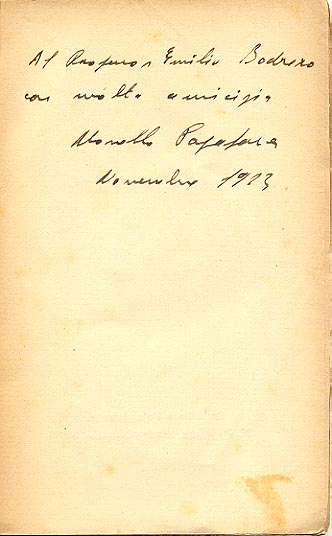 Al Professor Emilio Bodrero
con molta amicizia
Novello Papafava
Novembre 1923